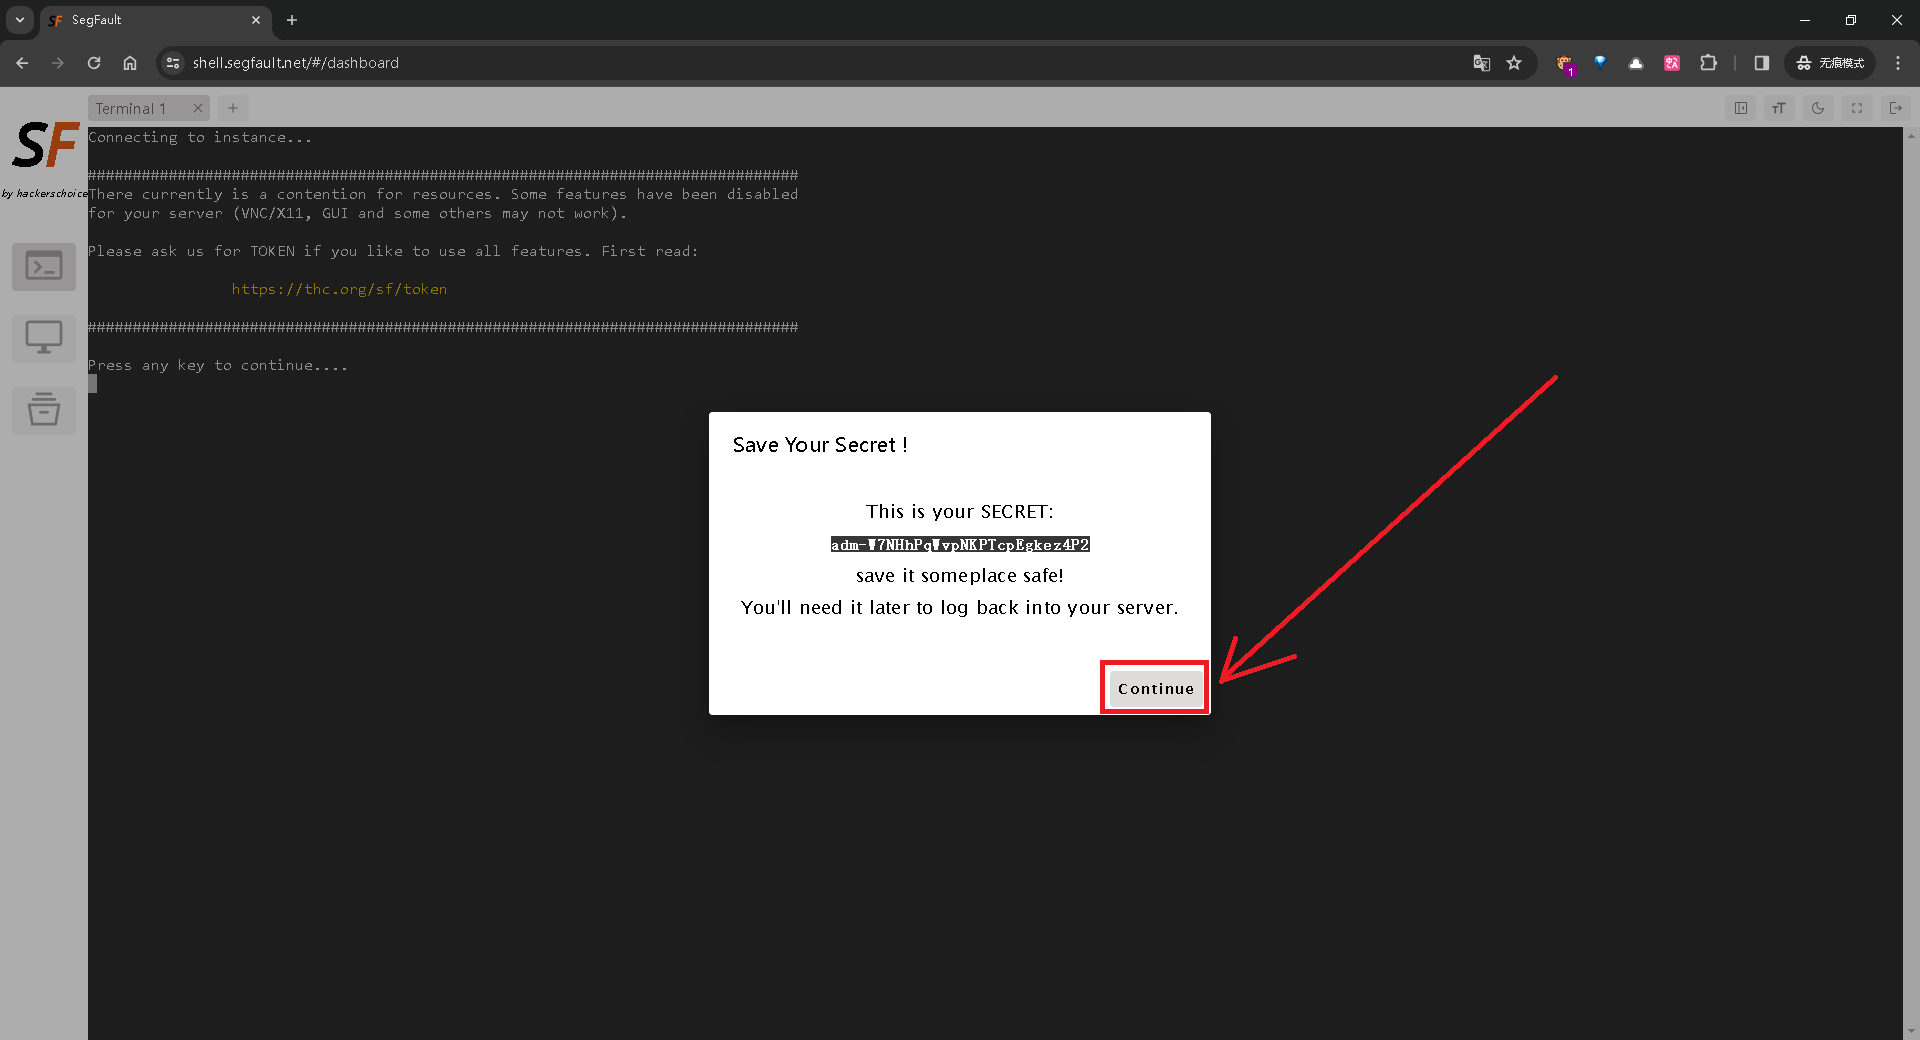 SegFault
shell.segfault.net/#/dashboard
1
无痕模式
Terminal 1
SF
by hackerschoice
Connecting to instance...
###############################################################################
There currently is a contention for resources. Some features have been disabled
for your server (VNC/X11, GUI and some others may not work).
Please ask us for TOKEN if you like to use all features. First read:
https://thc.org/sf/token
###############################################################################
Press any key to continue....
Save Your Secret !
This is your SECRET:
adm-W7NHhPgWvpNKPTcpEgkez4P2
save it someplace safe!
You'll need it later to log back into your server.
Continue